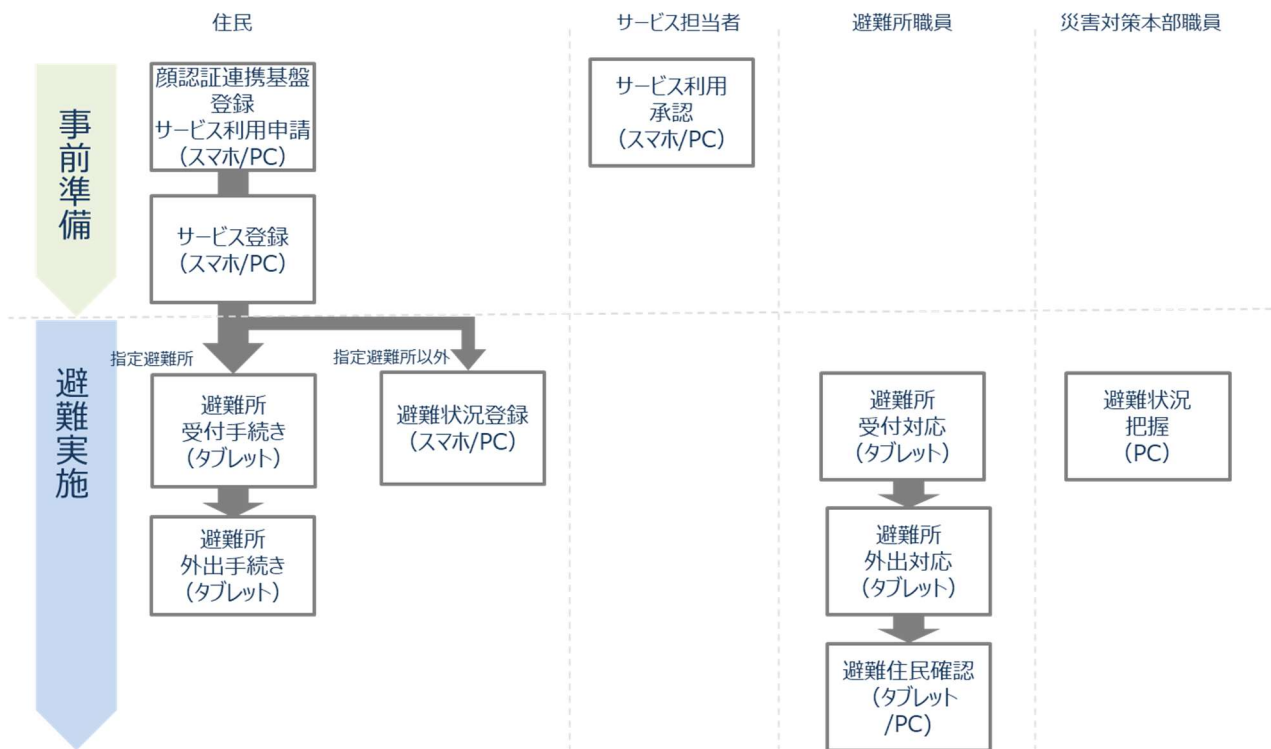 住民
サービス担当者
避難所職員
災害対策本部職員
事前準備
顔認証連携基盤
登録
サービス利用申請
(スマホ/PC)
サービス利用
承認
(スマホ/PC)
サービス登録
(スマホ/PC)
避難実施
指定避難所
指定避難所以外
避難所
受付手続き
(タブレット)
避難状況登録
(スマホ/PC)
避難所
受付対応
(タブレット)
避難状況
把握
(PC)
避難所
外出手続き
(タブレット)
避難所
外出対応
(タブレット)
避難住民確認
(タブレット
/PC)